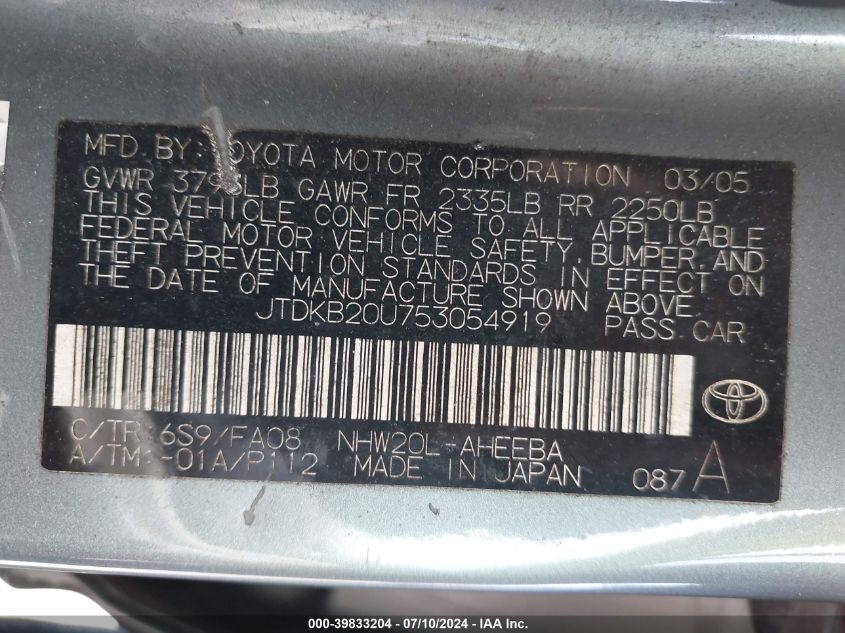 MFD BY: TOYOTA MOTOR CORPORATION 03/05
GVWR 3795LB GAWR FR 2335LB RR 2250LB
THIS VEHICLE CONFORMS TO ALL APPLICABLE
FEDERAL MOTOR VEHICLE SAFETY, BUMPER, AND
THEFT PREVENTION STANDARDS IN EFFECT ON
THE DATE OF MANUFACTURE SHOWN ABOVE.
JTDKB20U753054919 PASS CAR
C/TR: 6S9/FA08 NHW20L-AHEEBA
A/TM: -01A/P112 MADE IN JAPAN 087 A
000-39833204 / 07/10/2024 - IAA Inc.